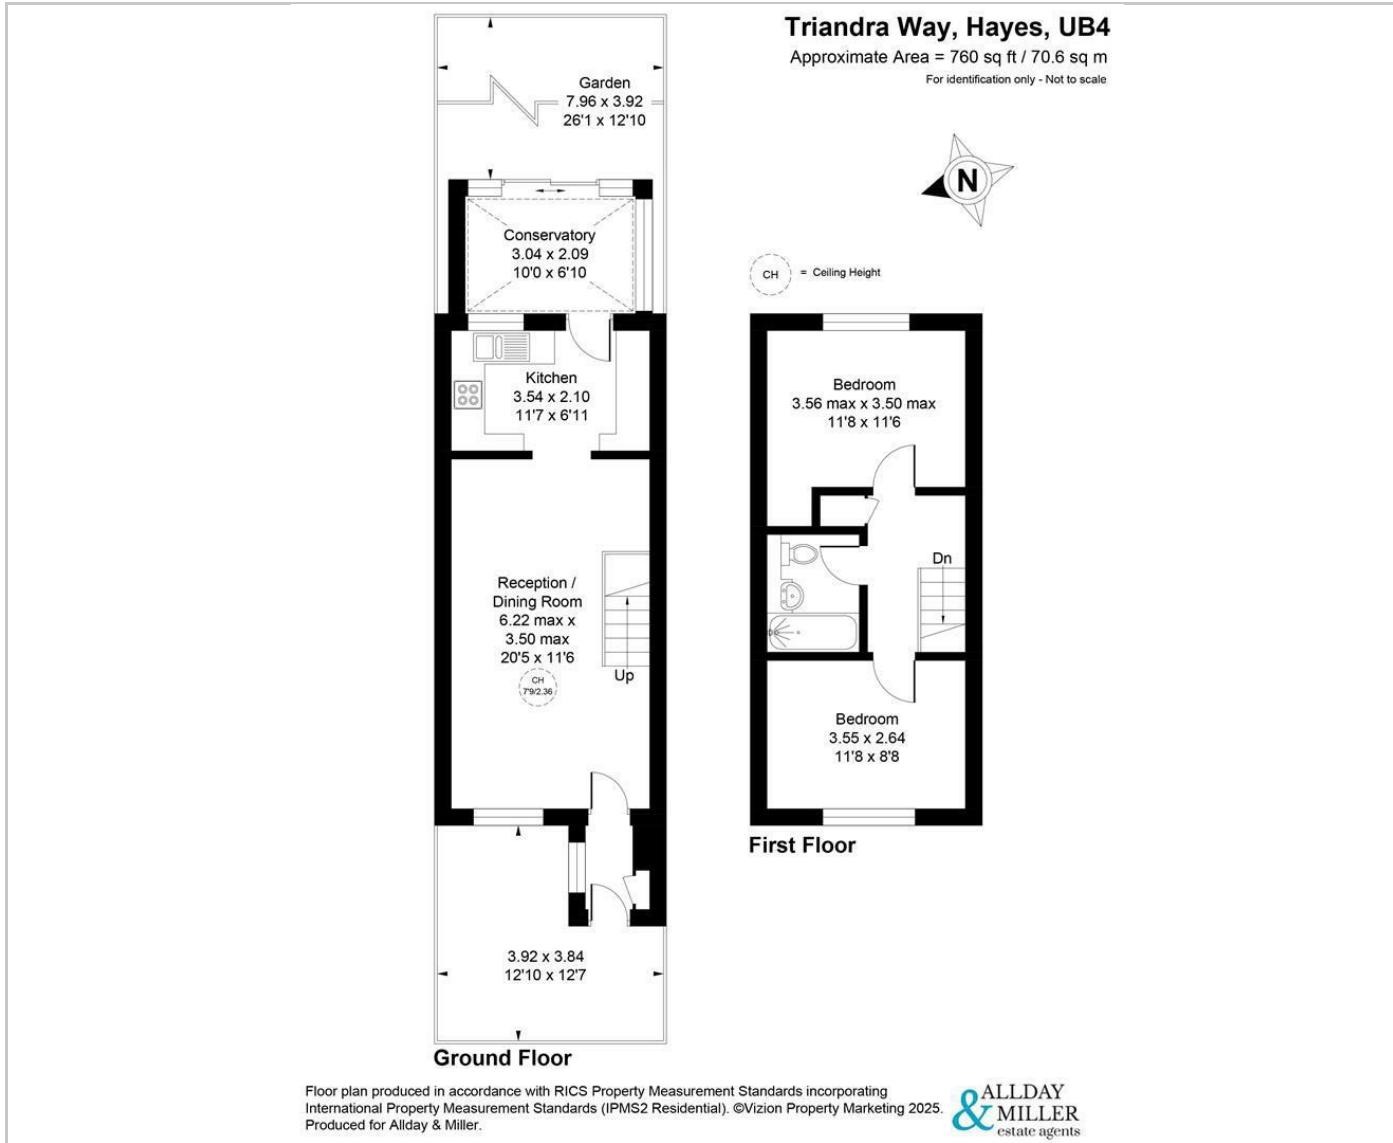 Triandra Way, Hayes, UB4
Approximate Area = 760 sq ft / 70.6 sq m
For identification only - Not to scale
N
CH = Ceiling Height
Garden
7.96 x 3.92
26'1 x 12'10
Conservatory
3.04 x 2.09
10'0 x 6'10
Kitchen
3.54 x 2.10
11'7 x 6'11
Reception /
Dining Room
6.22 max x
3.50 max
20'5 x 11'6
CH
7'9/2.36
Up
3.92 x 3.84
12'10 x 12'7
Ground Floor
Bedroom
3.56 max x 3.50 max
11'8 x 11'6
Dn
Bedroom
3.55 x 2.64
11'8 x 8'8
First Floor
Floor plan produced in accordance with RICS Property Measurement Standards incorporating
International Property Measurement Standards (IPMS2 Residential). ©Vizion Property Marketing 2025.
Produced for Allday & Miller.
ALLDAY
& MILLER
estate agents